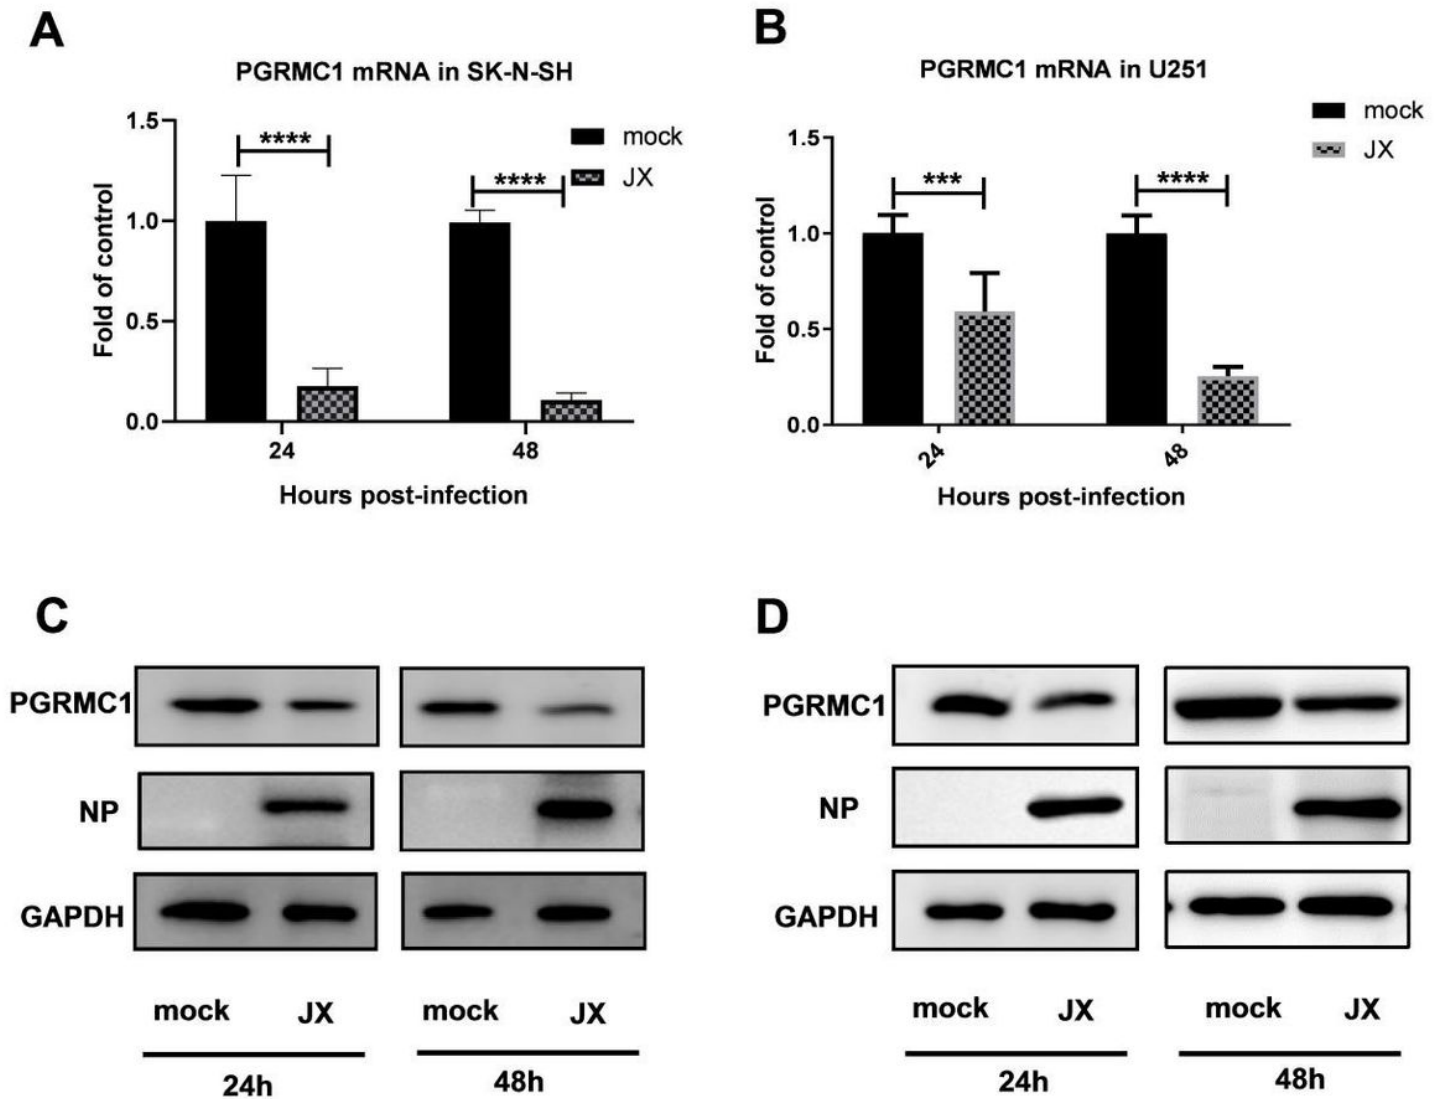 A
PGRMC1 mRNA in SK-N-SH
mock
JX
Fold of control
1.5
1.0
0.5
0.0
****
****
24
48
Hours post-infection
B
PGRMC1 mRNA in U251
mock
JX
Fold of control
1.5
1.0
0.5
0.0
***
****
24
48
Hours post-infection
C
PGRMC1
NP
GAPDH
mock JX mock JX
24h 48h
D
PGRMC1
NP
GAPDH
mock JX mock JX
24h 48h